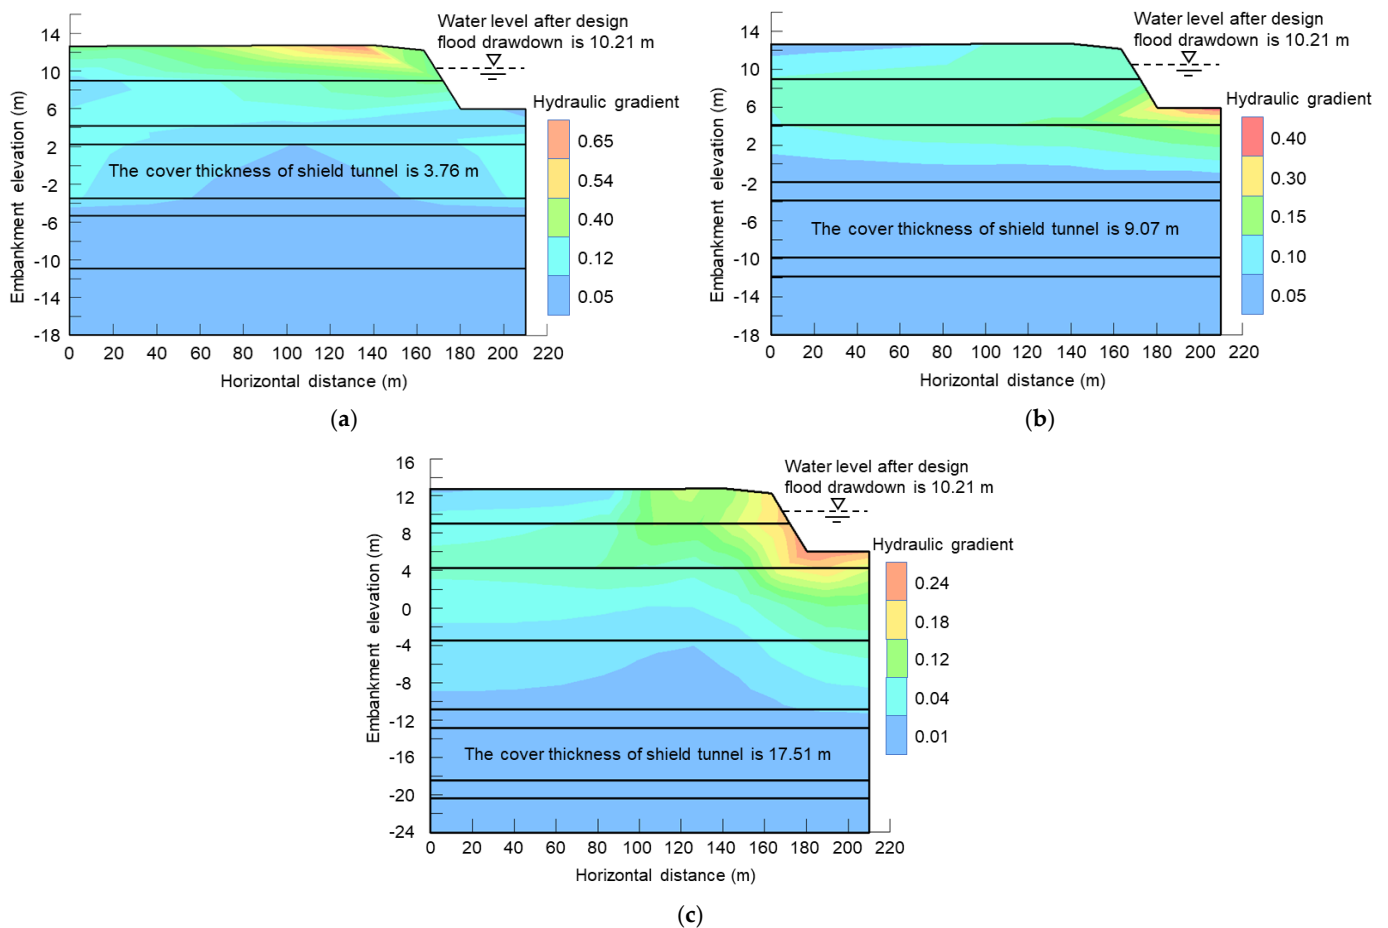 Water level after design
flood drawdown is 10.21 m
Hydraulic gradient
0.65
0.54
0.40
0.12
0.05
14
10
6
2
-2
-6
-10
-14
-18
Embankment elevation (m)
The cover thickness of shield tunnel is 3.76 m
0 20 40 60 80 100 120 140 160 180 200 220
Horizontal distance (m)
(a)
Water level after design
flood drawdown is 10.21 m
Hydraulic gradient
0.40
0.30
0.15
0.10
0.05
14
10
6
2
-2
-6
-10
-14
-18
Embankment elevation (m)
The cover thickness of shield tunnel is 9.07 m
0 20 40 60 80 100 120 140 160 180 200 220
Horizontal distance (m)
(b)
Water level after design
flood drawdown is 10.21 m
Hydraulic gradient
0.24
0.18
0.12
0.04
0.01
16
12
8
4
0
-4
-8
-12
-16
-20
-24
Embankment elevation (m)
The cover thickness of shield tunnel is 17.51 m
0 20 40 60 80 100 120 140 160 180 200 220
Horizontal distance (m)
(c)